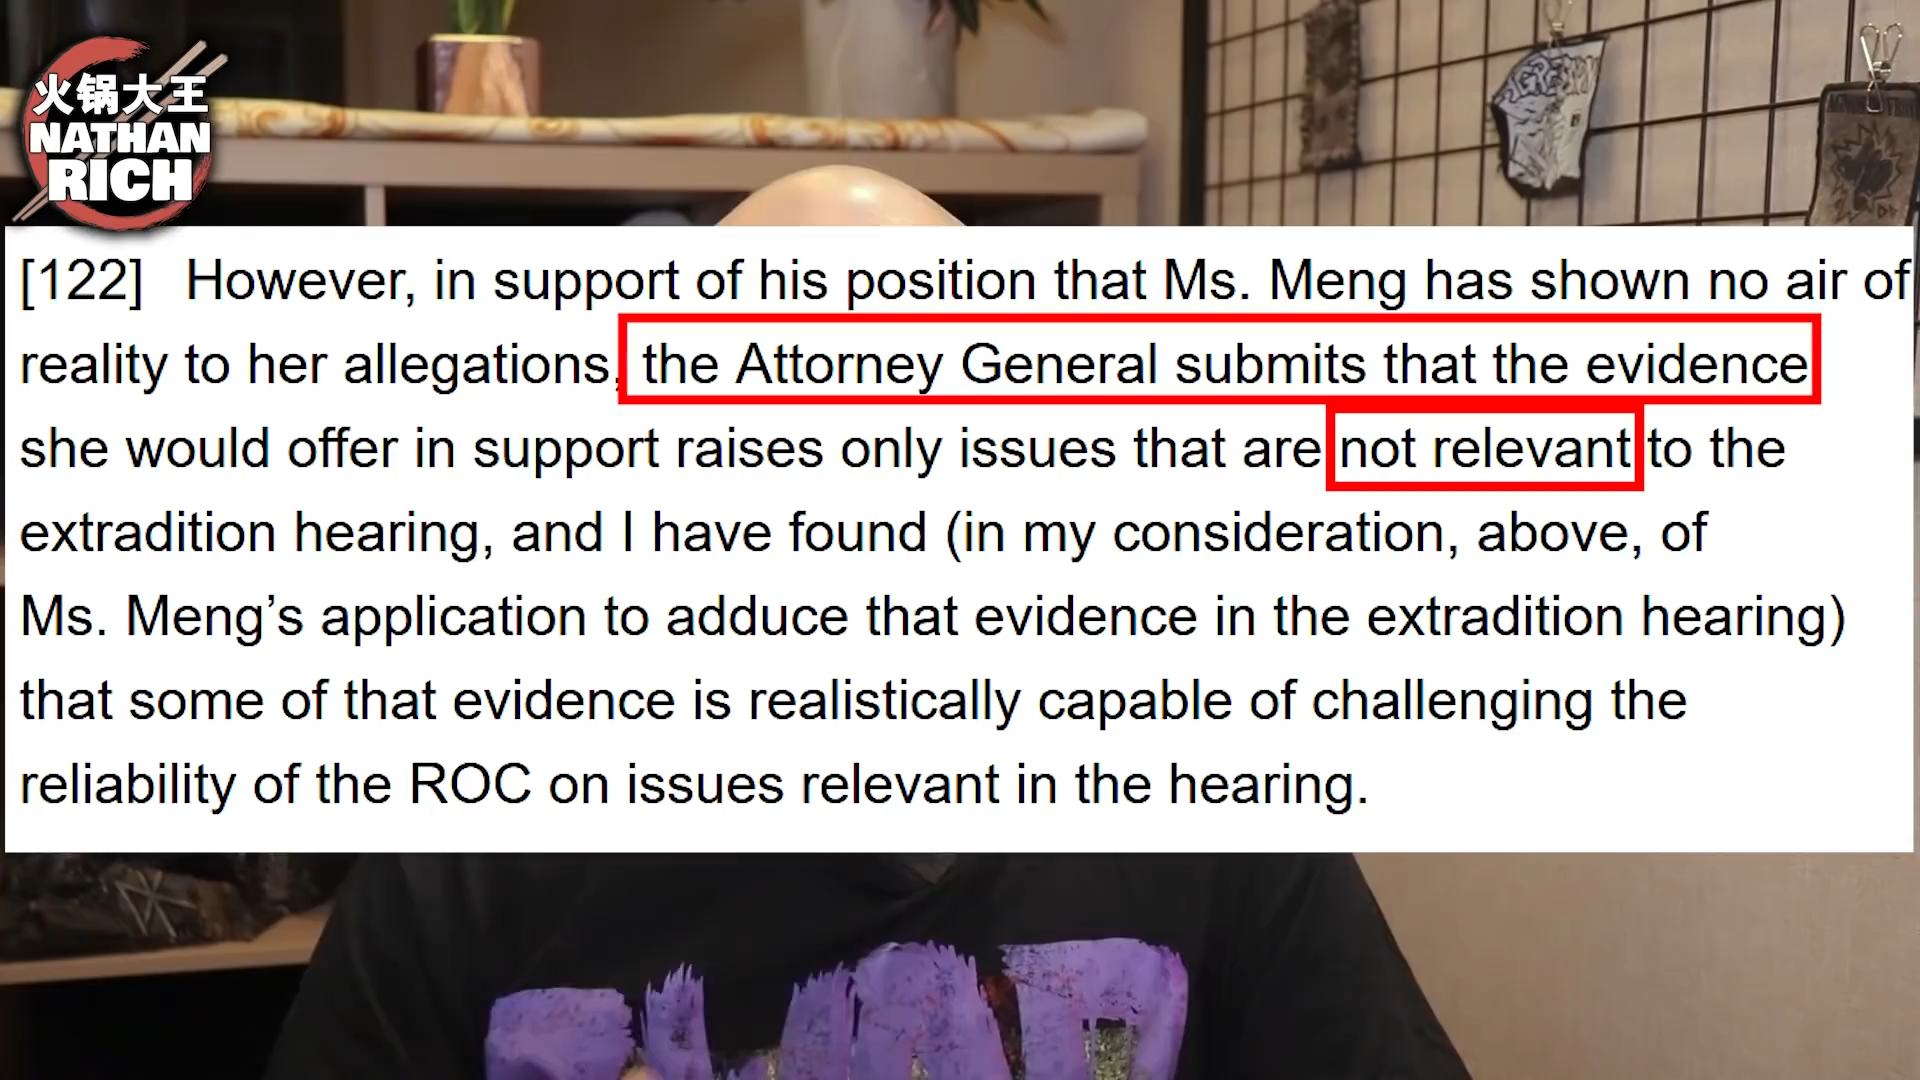 火锅大王
NATHAN
RICH
[122] However, in support of his position that Ms. Meng has shown no air of
reality to her allegations, the Attorney General submits that the evidence
she would offer in support raises only issues that are not relevant to the
extradition hearing, and I have found (in my consideration, above, of
Ms. Meng’s application to adduce that evidence in the extradition hearing)
that some of that evidence is realistically capable of challenging the
reliability of the ROC on issues relevant in the hearing.